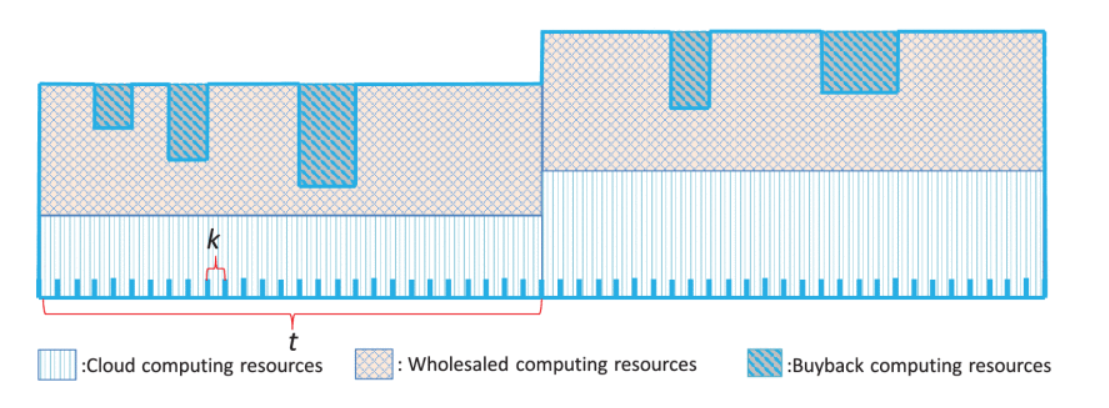 k
t
:Cloud computing resources
: Wholesaled computing resources
:Buyback computing resources